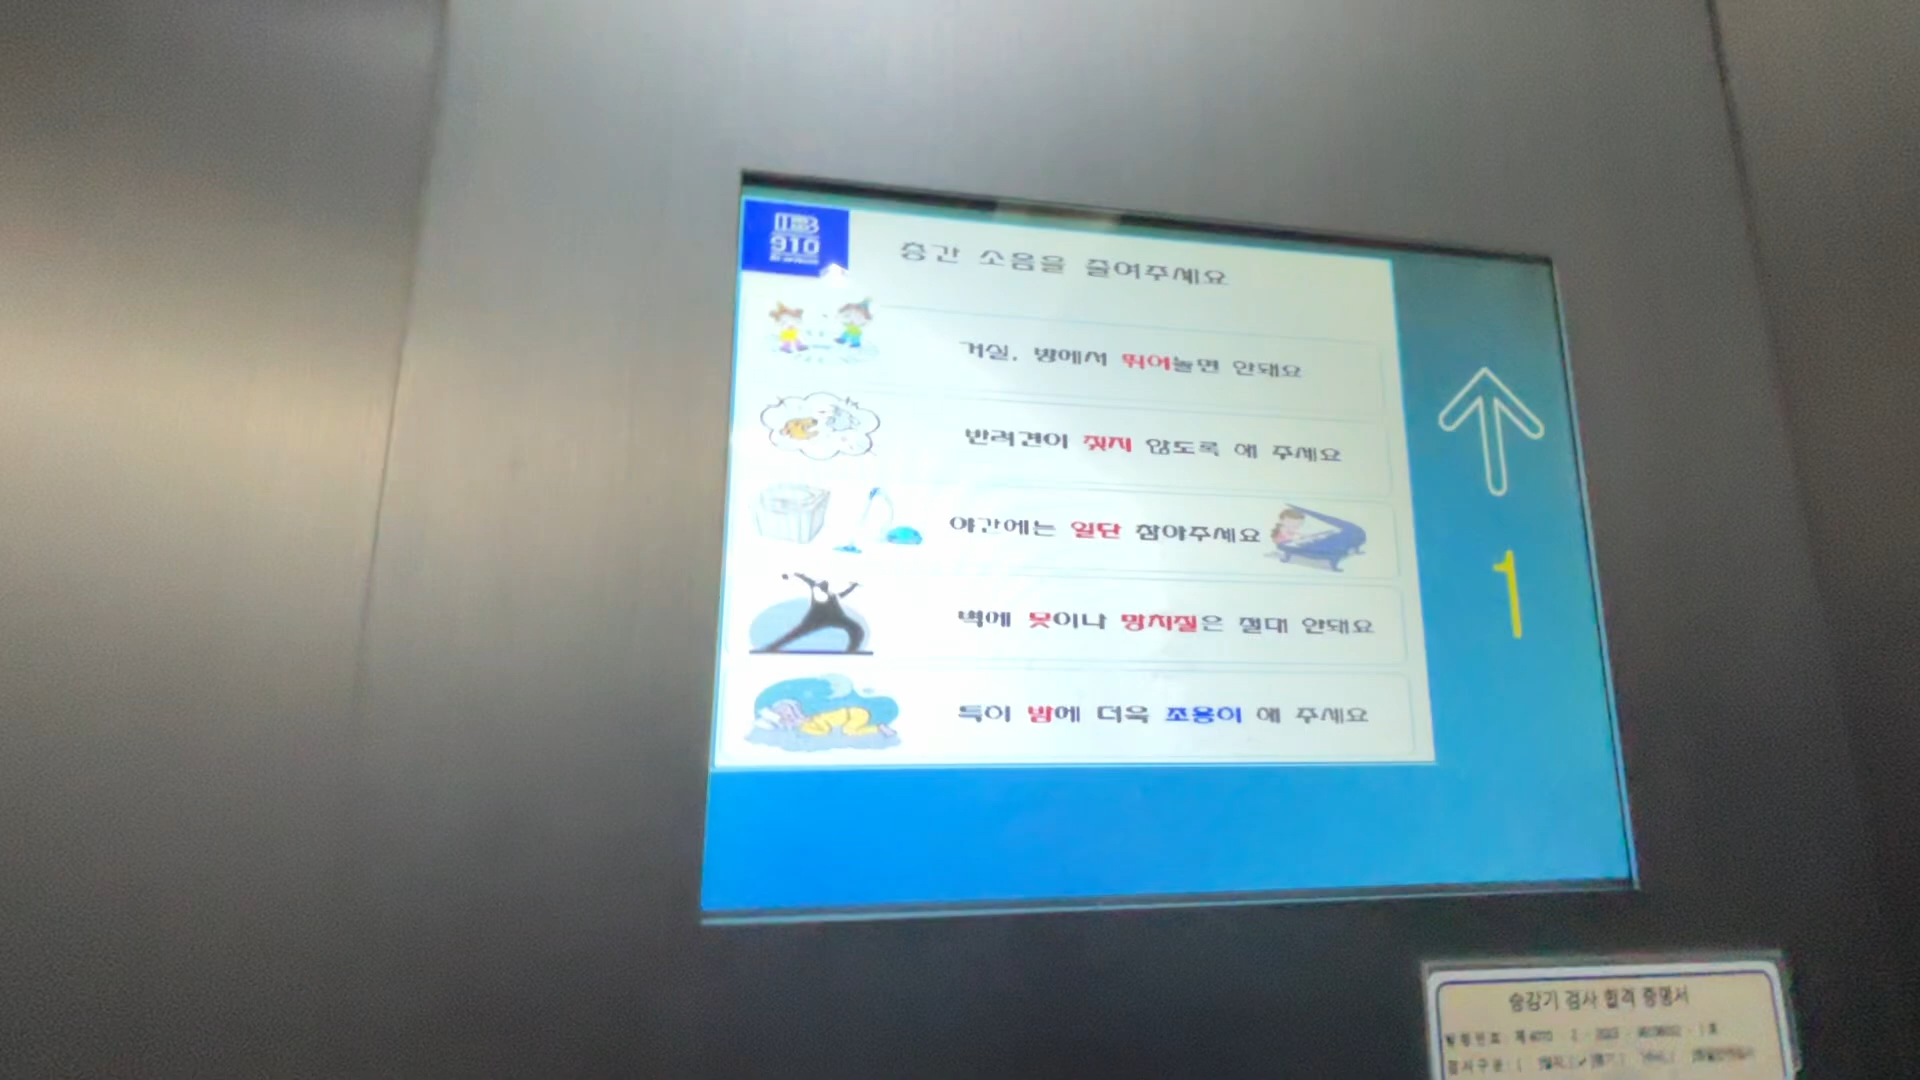 910
층간 소음을 줄여주세요
거실, 방에서 뛰어놀면 안돼요
반려견이 짖지 않도록 해 주세요
야간에는 일단 참아주세요
벽에 못이나 망치질은 절대 안돼요
특히 밤에 더욱 조용히 해 주세요
1
승강기 검사 합격 증명서